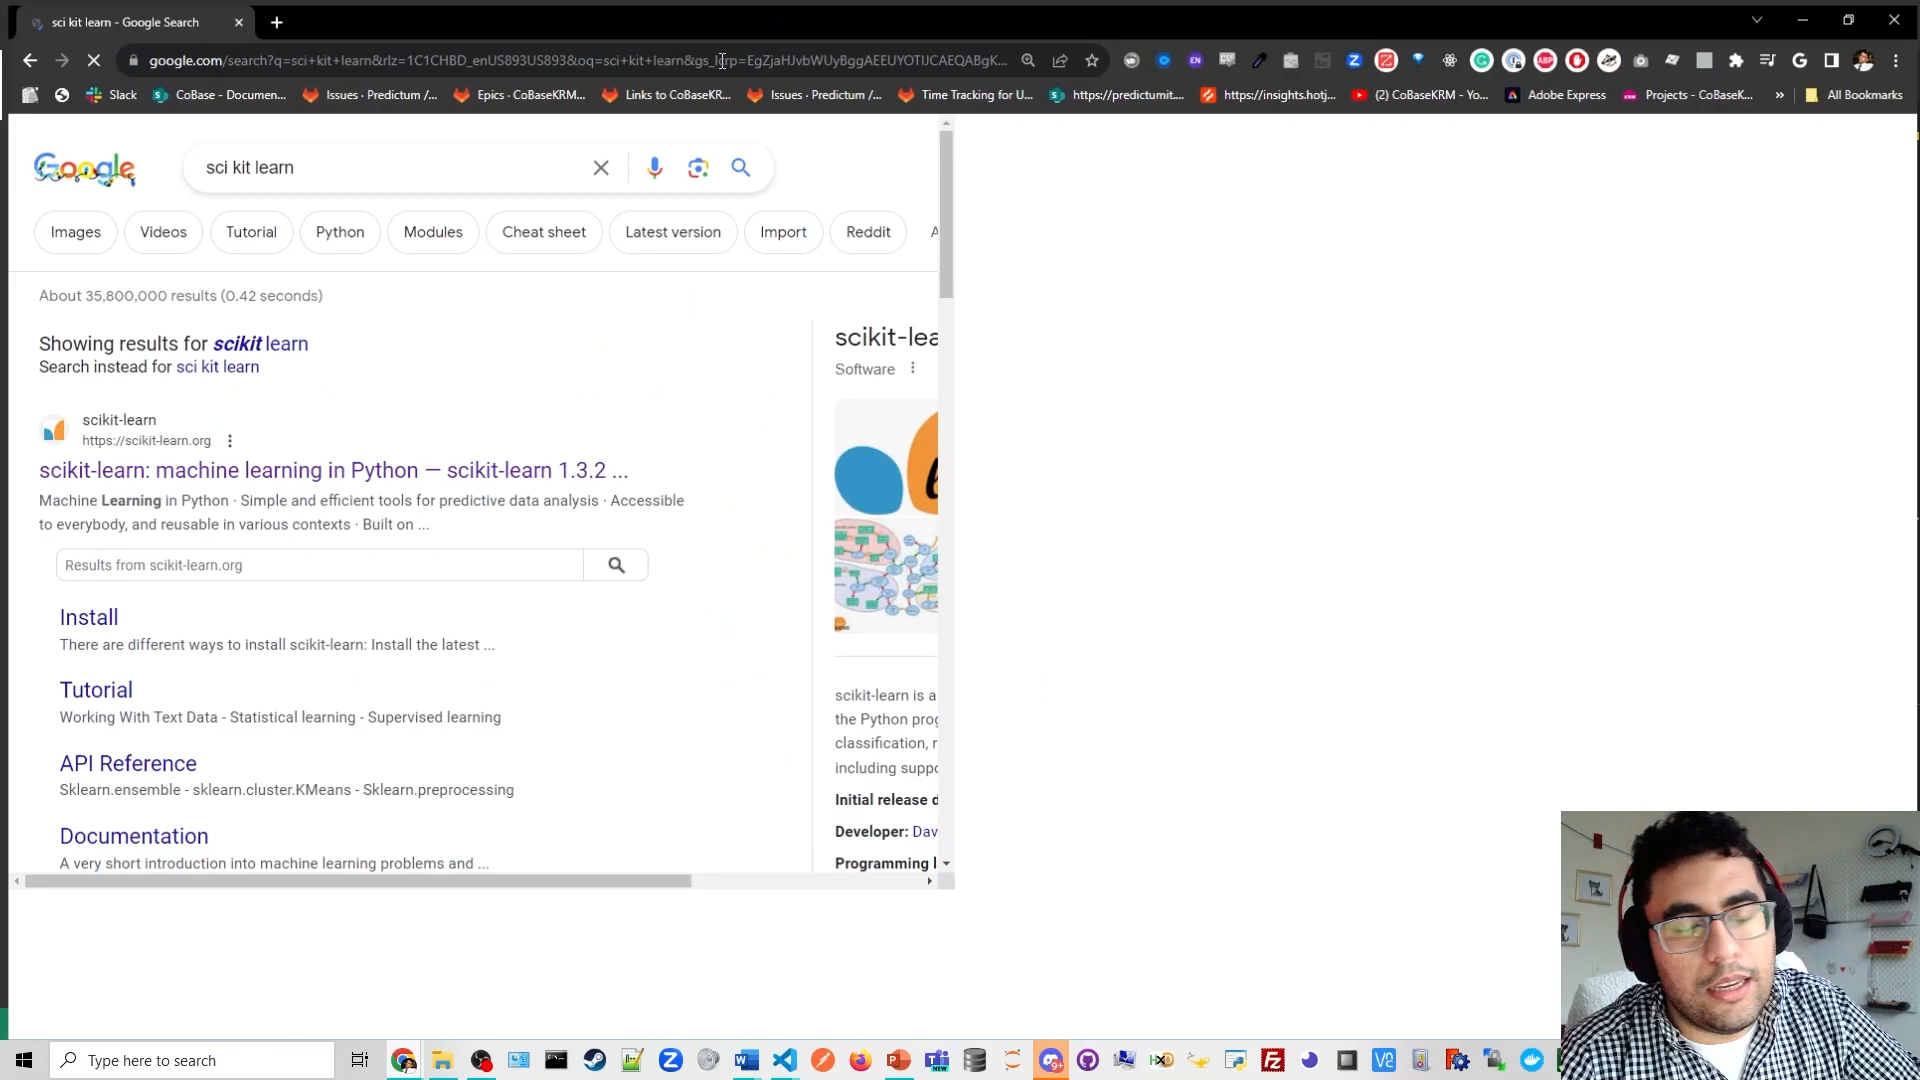 sci kit learn - Google Search
google.com/search?q=sci+kit+learn&rlz=1C1CHBD_enUS893US893&oq=sci+kit+learn&gs_lcrp=EgZjaHJvbWUyBggAEEUYOTIJCAEQABgK...
Slack
CoBase - Documen...
Issues · Predictum /...
Epics · CoBaseKRM...
Links to CoBaseKR...
Issues · Predictum /...
Time Tracking for U...
https://predictumit....
https://insights.hotj...
(2) CoBaseKRM - Yo...
Adobe Express
Projects - CoBaseK...
All Bookmarks
Google
sci kit learn
Images
Videos
Tutorial
Python
Modules
Cheat sheet
Latest version
Import
Reddit
A
About 35,800,000 results (0.42 seconds)
Showing results for scikit learn
Search instead for sci kit learn
scikit-learn
https://scikit-learn.org
scikit-learn: machine learning in Python — scikit-learn 1.3.2 ...
Machine Learning in Python · Simple and efficient tools for predictive data analysis · Accessible
to everybody, and reusable in various contexts · Built on ...
Results from scikit-learn.org
Install
There are different ways to install scikit-learn: Install the latest ...
Tutorial
Working With Text Data - Statistical learning - Supervised learning
API Reference
Sklearn.ensemble - sklearn.cluster.KMeans - Sklearn.preprocessing
Documentation
A very short introduction into machine learning problems and ...
scikit-lea
Software
scikit-learn is a
the Python prog
classification, r
including suppo
Initial release d
Developer: Dav
Programming l
Type here to search